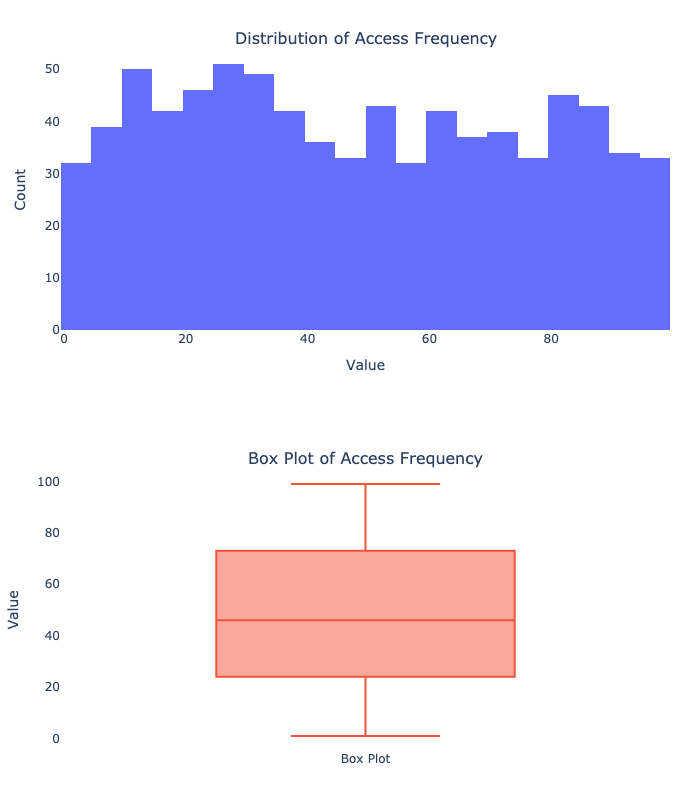 Distribution of Access Frequency
50
40
30
20
10
0
Count
0 20 40 60 80
Value
Box Plot of Access Frequency
100
80
60
40
20
0
Value
Box Plot